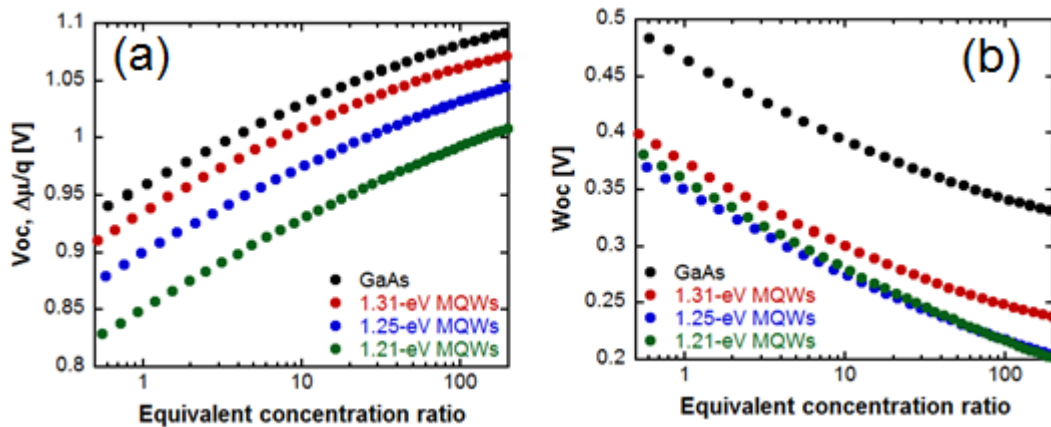 (a)
Voc, Δμ/q [V]
1.1
1.05
1
0.95
0.9
0.85
0.8
GaAs
1.31-eV MQWs
1.25-eV MQWs
1.21-eV MQWs
1 10 100
Equivalent concentration ratio
(b)
Woc [V]
0.5
0.45
0.4
0.35
0.3
0.25
0.2
GaAs
1.31-eV MQWs
1.25-eV MQWs
1.21-eV MQWs
1 10 100
Equivalent concentration ratio